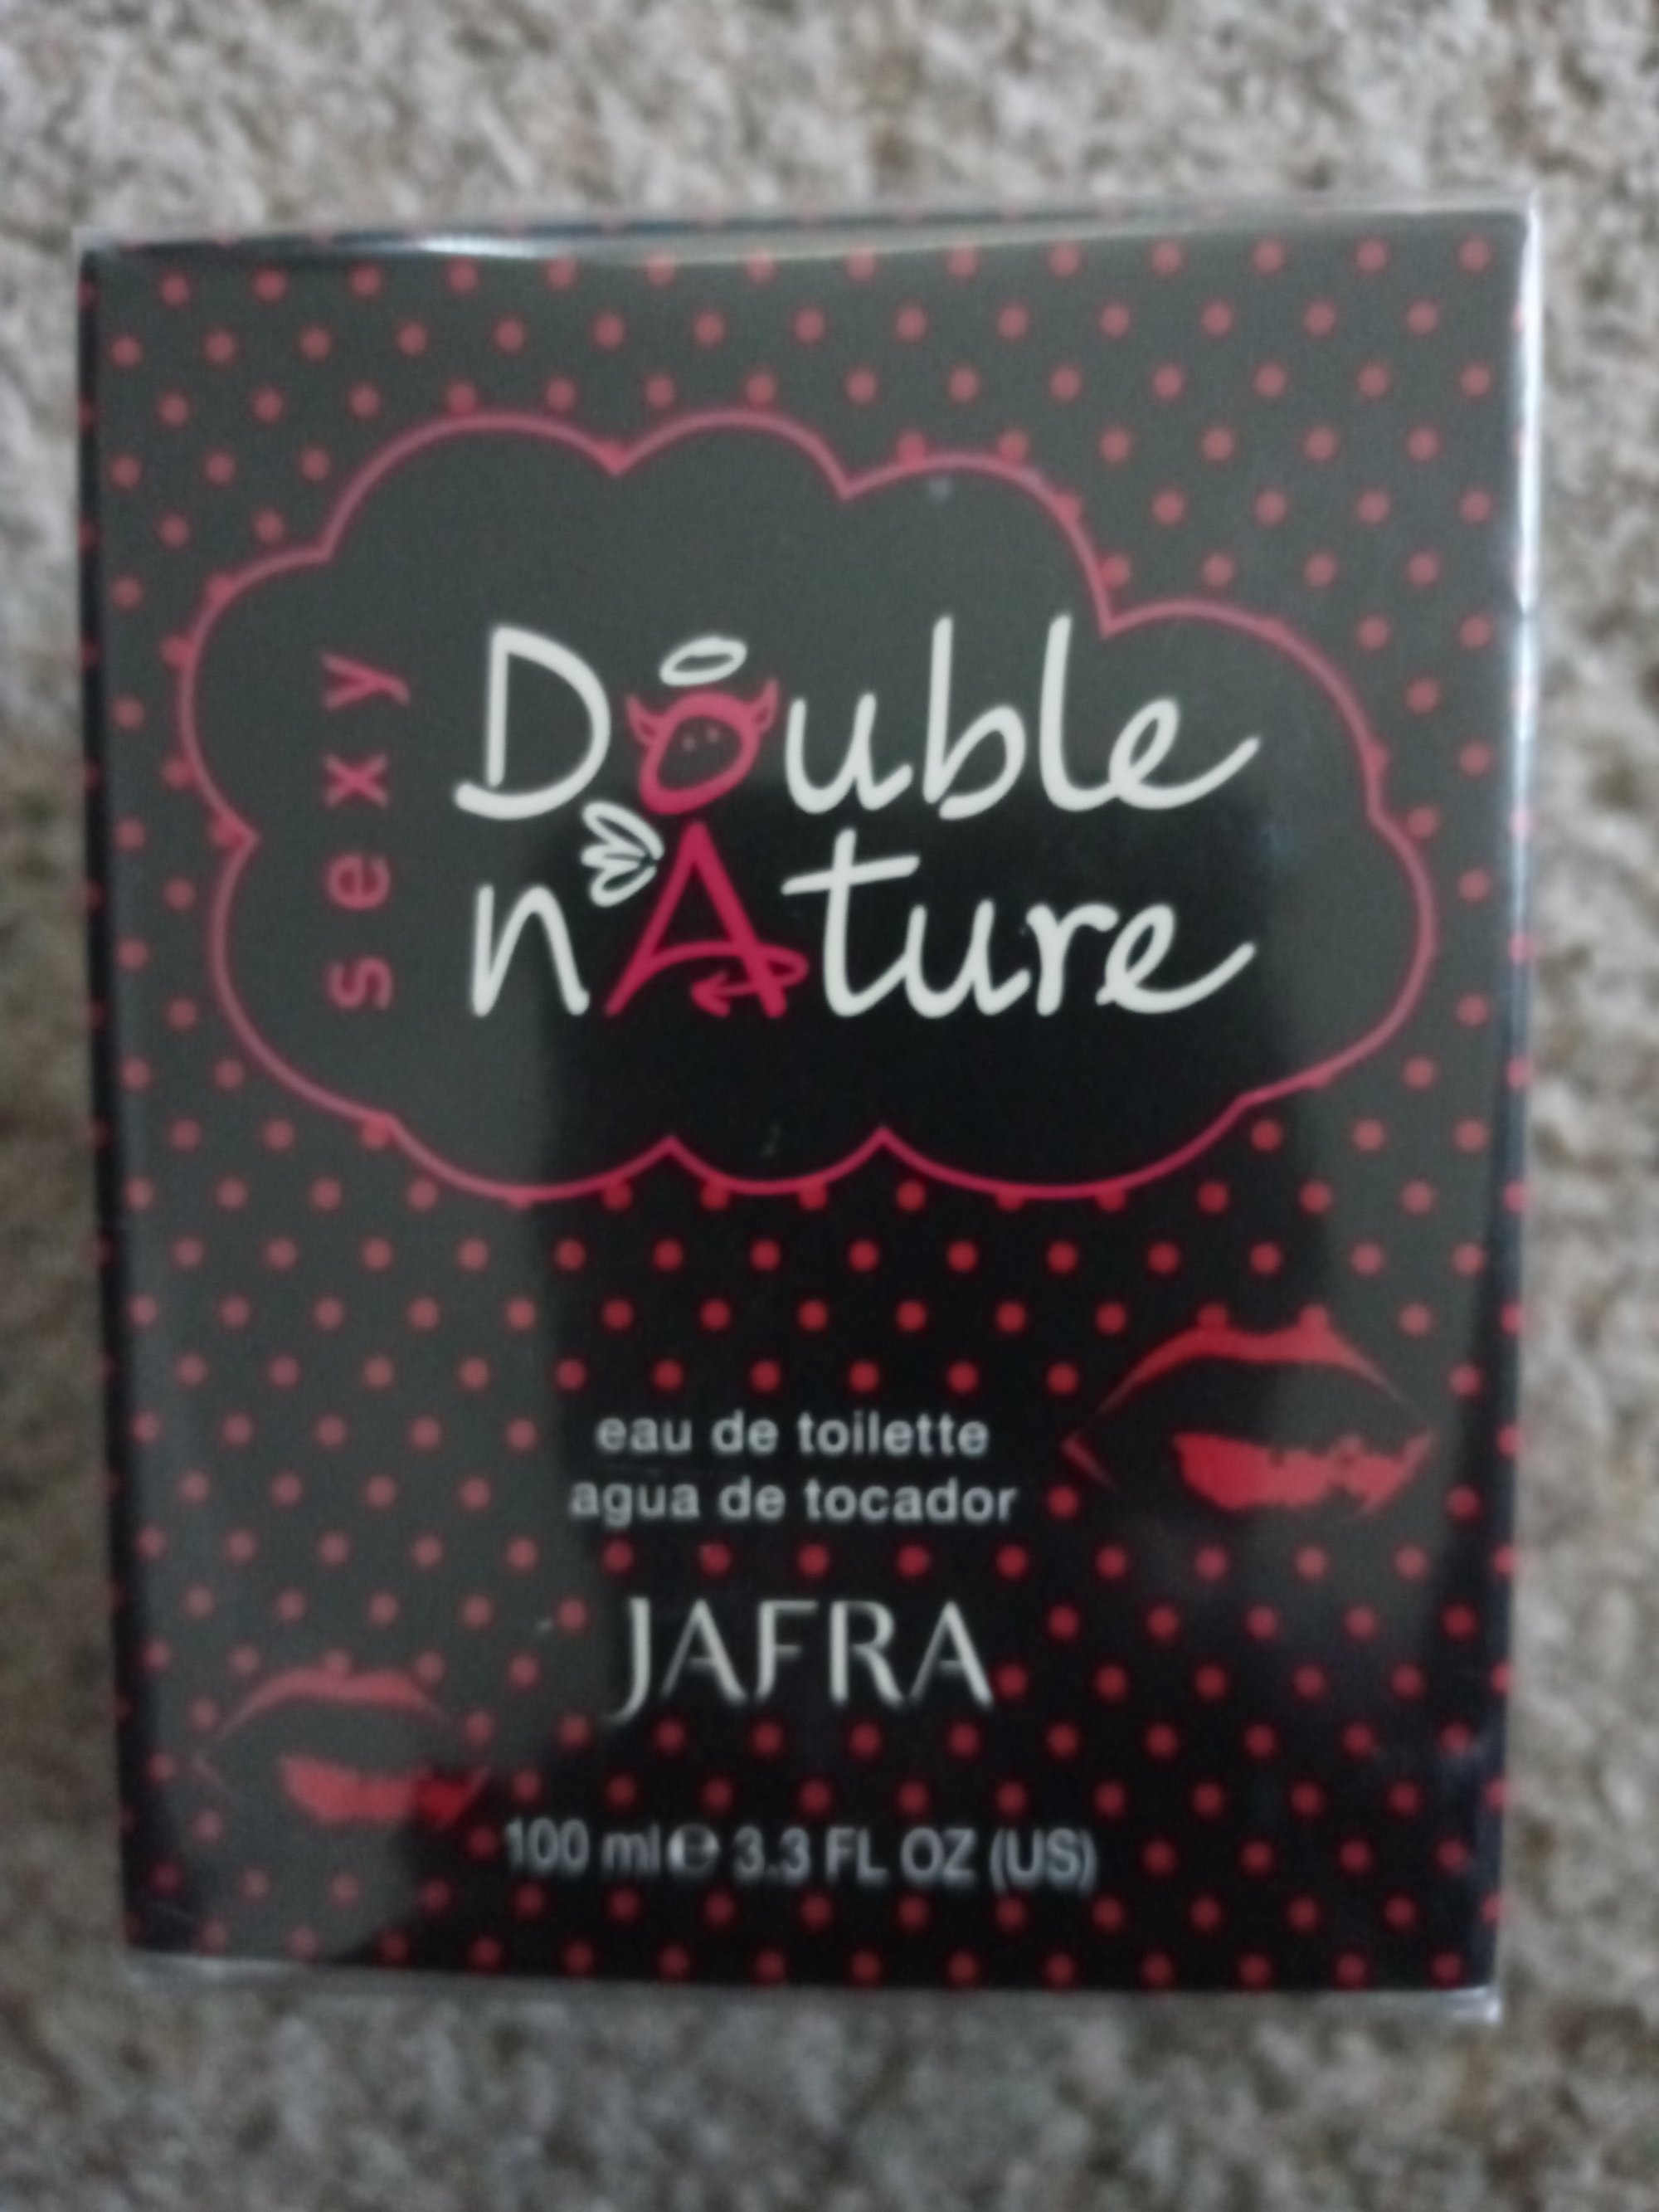 sexy
Double
nAture
eau de toilette
agua de tocador
JAFRA
100 ml ℮ 3.3 FL OZ (US)